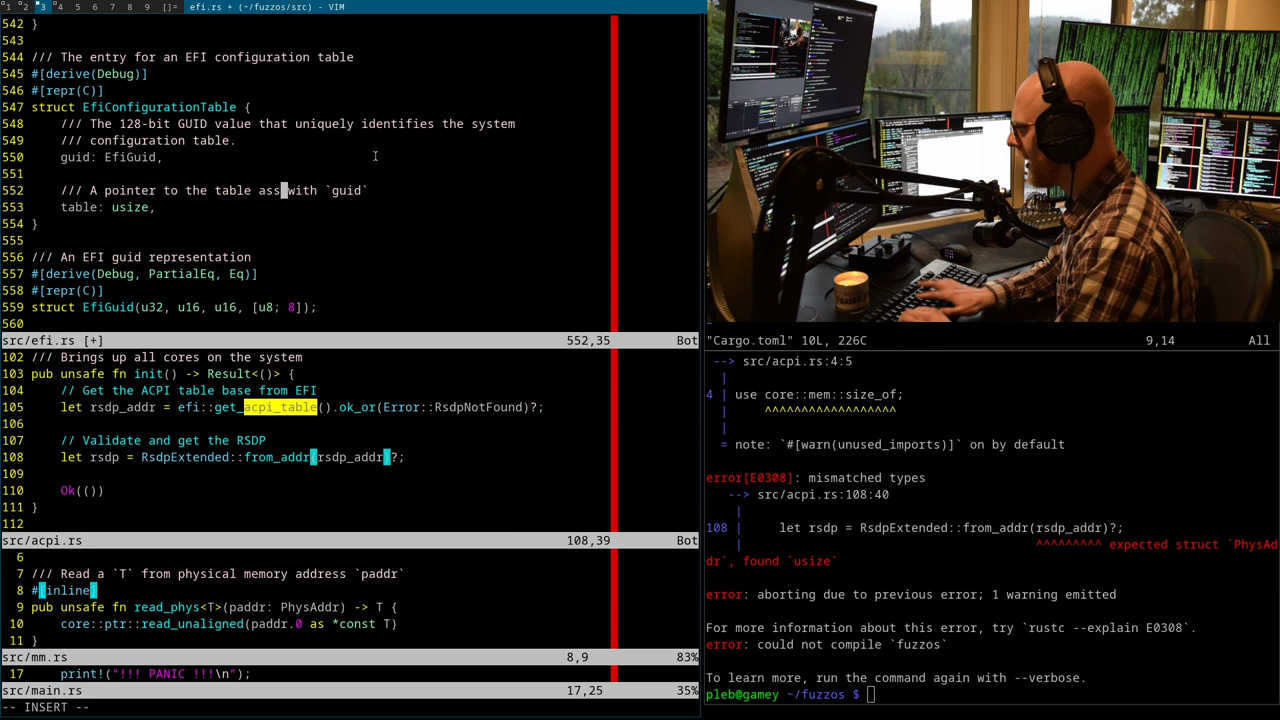 1 2 3 4 5 6 7 8 9 []= efi.rs + (~/fuzzos/src) - VIM
542 }
543
544 /// The entry for an EFI configuration table
545 #[derive(Debug)]
546 #[repr(C)]
547 struct EfiConfigurationTable {
548     /// The 128-bit GUID value that uniquely identifies the system
549     /// configuration table.
550     guid: EfiGuid,
551
552     /// A pointer to the table ass with `guid`
553     table: usize,
554 }
555
556 /// An EFI guid representation
557 #[derive(Debug, PartialEq, Eq)]
558 #[repr(C)]
559 struct EfiGuid(u32, u16, u16, [u8; 8]);
560
src/efi.rs [+] 552,35 Bot
102 /// Brings up all cores on the system
103 pub unsafe fn init() -> Result<()> {
104     // Get the ACPI table base from EFI
105     let rsdp_addr = efi::get_acpi_table().ok_or(Error::RsdpNotFound)?;
106
107     // Validate and get the RSDP
108     let rsdp = RsdpExtended::from_addr(rsdp_addr)?;
109
110     Ok(())
111 }
112
src/acpi.rs 108,39 Bot
6
7 /// Read a `T` from physical memory address `paddr`
8 #[inline]
9 pub unsafe fn read_phys<T>(paddr: PhysAddr) -> T {
10     core::ptr::read_unaligned(paddr.0 as *const T)
11 }
src/mm.rs 8,9 83%
17     print!("!!! PANIC !!!\n");
src/main.rs 17,25 35%
-- INSERT --
~
"Cargo.toml" 10L, 226C 9,14 All
--> src/acpi.rs:4:5
|
4 | use core::mem::size_of;
|     ^^^^^^^^^^^^^^^^^^
|
= note: `#[warn(unused_imports)]` on by default
error[E0308]: mismatched types
--> src/acpi.rs:108:40
|
108 |     let rsdp = RsdpExtended::from_addr(rsdp_addr)?;
|                                        ^^^^^^^^^ expected struct `PhysAd
dr`, found `usize`
error: aborting due to previous error; 1 warning emitted
For more information about this error, try `rustc --explain E0308`.
error: could not compile `fuzzos`
To learn more, run the command again with --verbose.
pleb@gamey ~/fuzzos $